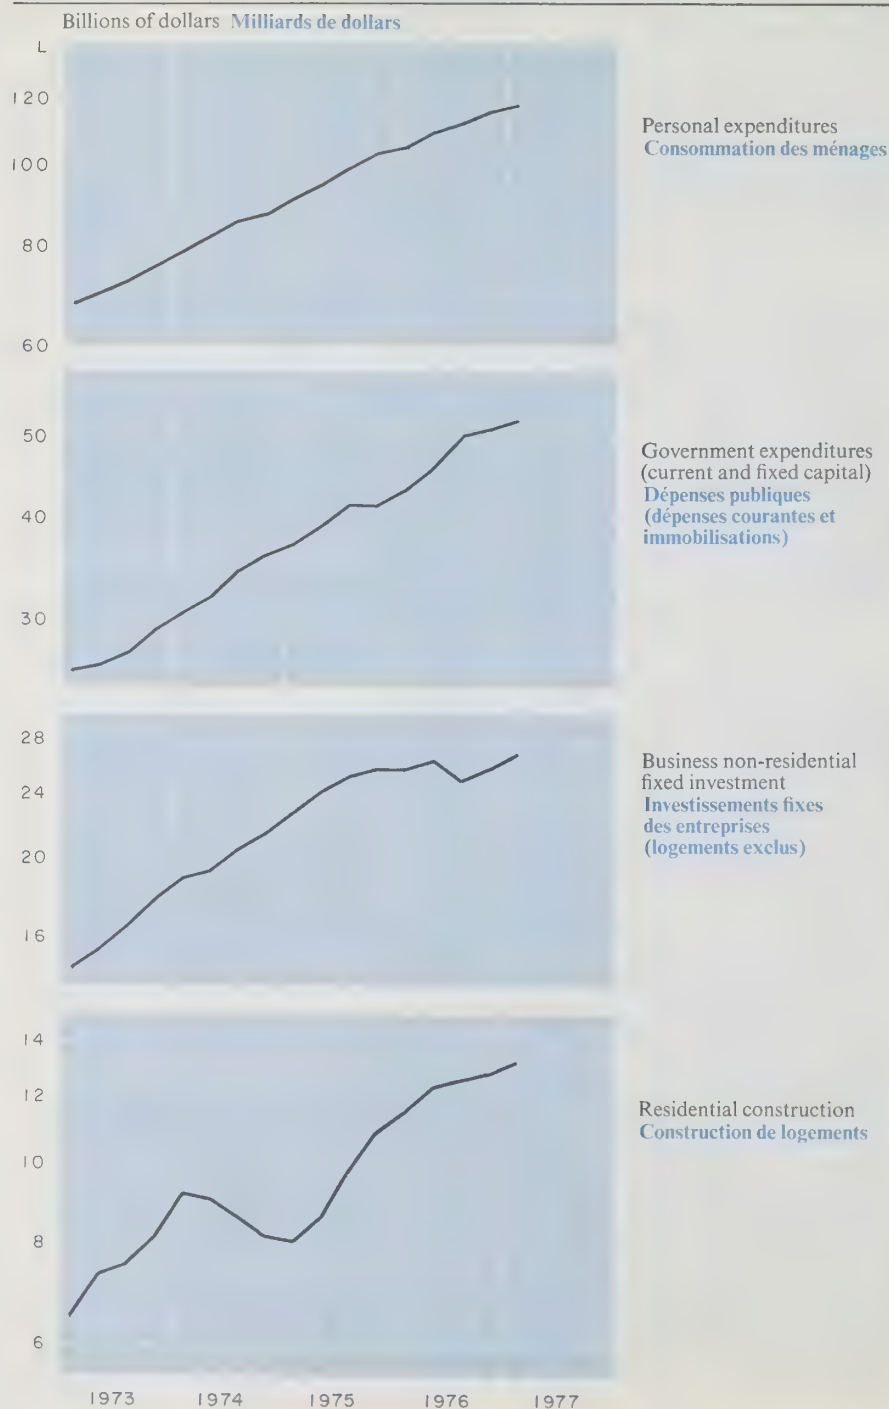 Billions of dollars Milliards de dollars
L
120
100
80
60
Personal expenditures
Consommation des ménages
50
40
30
Government expenditures
(current and fixed capital)
Dépenses publiques
(dépenses courantes et
immobilisations)
28
24
20
16
Business non-residential
fixed investment
Investissements fixes
des entreprises
(logements exclus)
14
12
10
8
6
Residential construction
Construction de logements
1973 1974 1975 1976 1977